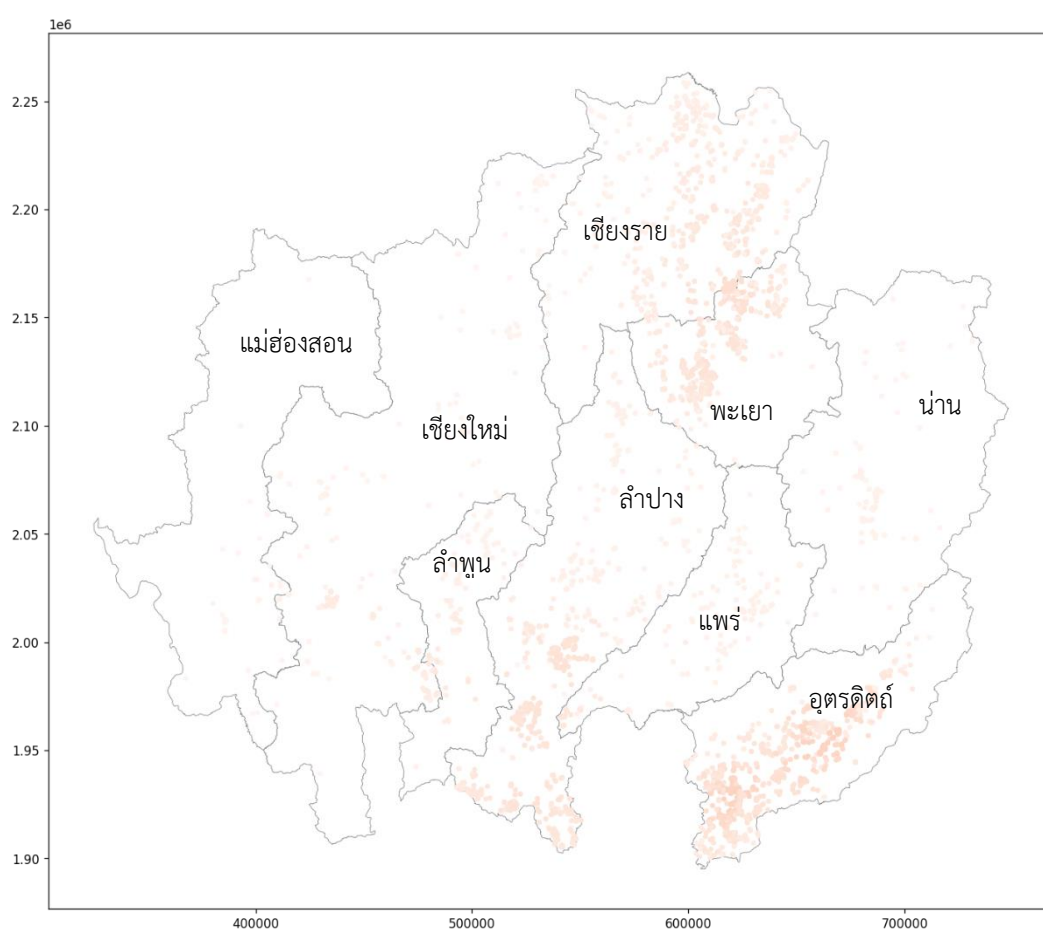 1e6
2.25
2.20
เชียงราย
2.15
แม่ฮ่องสอน
พะเยา
น่าน
2.10
เชียงใหม่
ลำปาง
2.05
ลำพูน
2.00
แพร่
อุตรดิตถ์
1.95
1.90
400000
500000
600000
700000